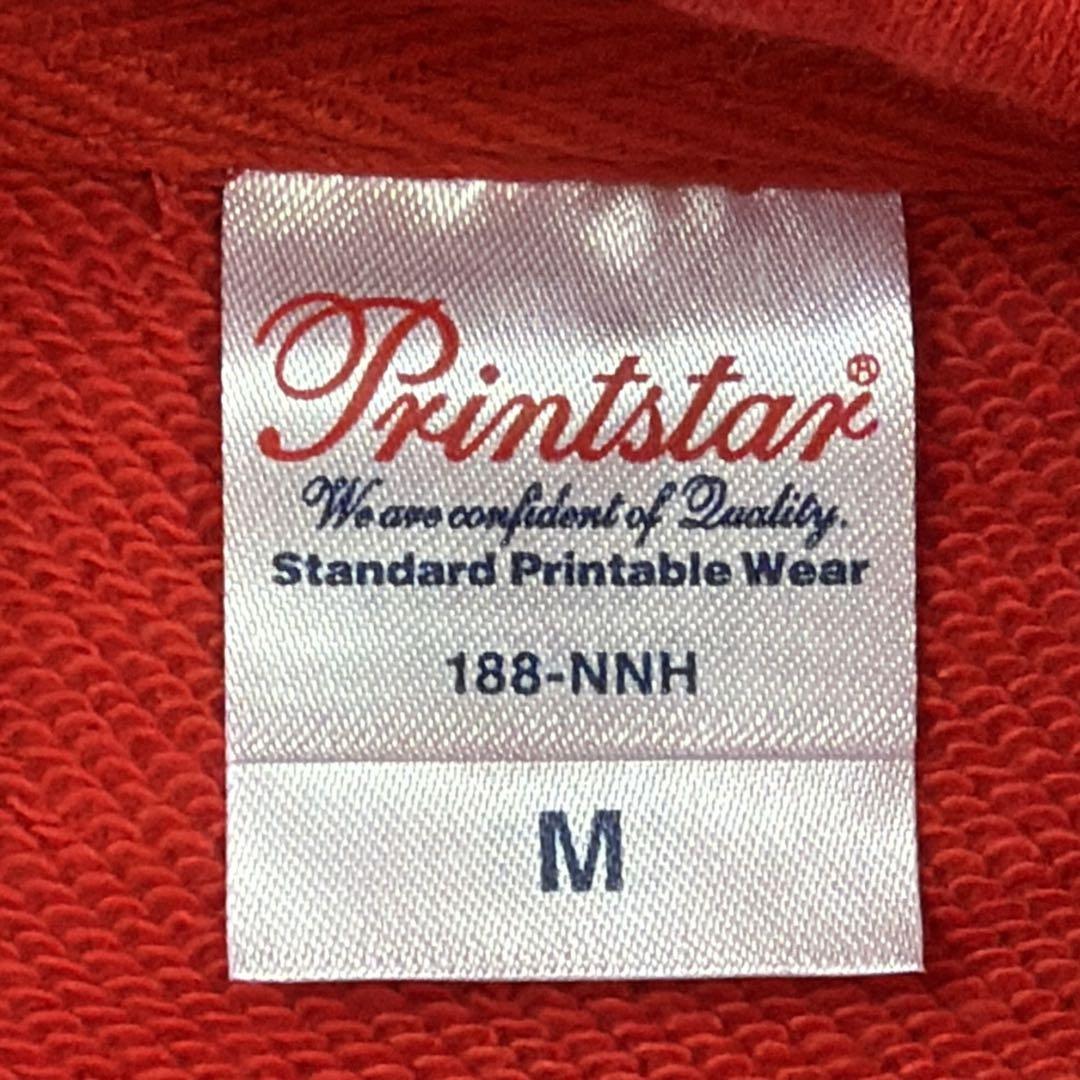 Printstar®
We are confident of Quality.
Standard Printable Wear
188-NNH
M